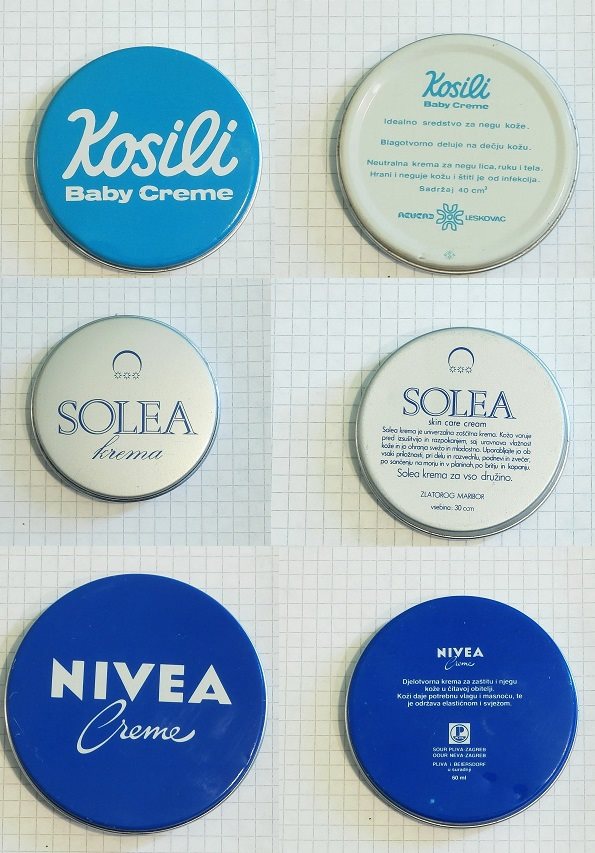 Kosili
Baby Creme
Kosili
Baby Creme
Idealno sredstvo za negu kože.
Blagotvorno deluje na dečju kožu.
Neutralna krema za negu lica, ruku i tela.
Hrani i neguje kožu i štiti je od infekcija.
Sadržaj 40 cm³
NEVENA LESKOVAC
SOLEA
krema
SOLEA
skin care cream
Solea krema je univerzalna zaščitna krema. Kožo varuje
pred izsušitvijo in razpokanjem, saj uravnava vlažnost
kože in jo ohranja svežo in mladostno. Uporabljajte jo ob
vsaki priložnosti, pri delu in razvedrilu, podnevi in zvečer,
po sončenju na morju in v planinah, po britju in kopanju.
Solea krema za vso družino.
ZLATOROG MARIBOR
vsebina: 30 ccm
NIVEA
Creme
NIVEA
Creme
Djelotvorna krema za zaštitu i njegu
kože u čitavoj obitelji.
Koži daje potrebnu vlagu i masnoću, te
je održava elastičnom i svježom.
P
SOUR PLIVA-ZAGREB
OOUR NEVA-ZAGREB
PLIVA i BEIERSDORF
u suradnji
60 ml